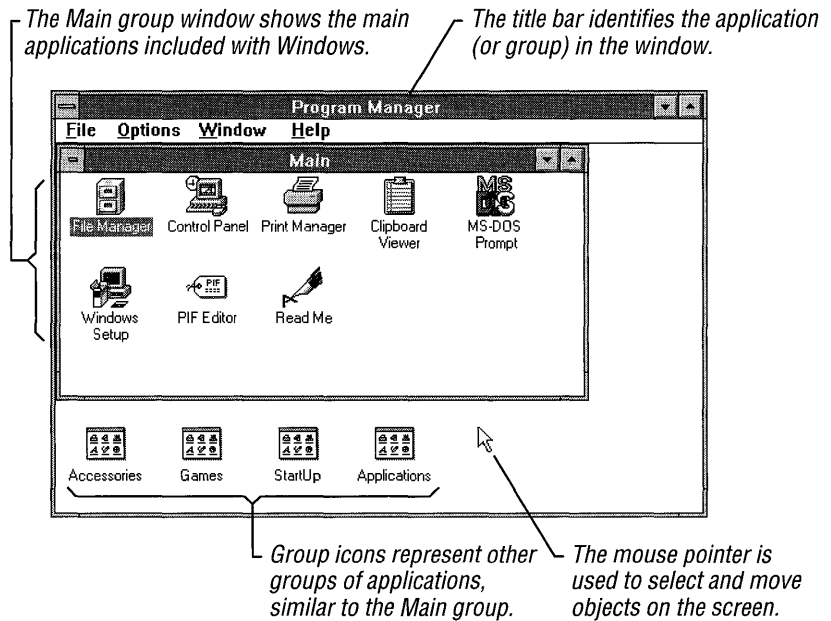 The Main group window shows the main
applications included with Windows.
The title bar identifies the application
(or group) in the window.
Program Manager
File Options Window Help
Main
File Manager Control Panel Print Manager Clipboard Viewer MS-DOS Prompt
Windows Setup PIF Editor Read Me
Accessories Games StartUp Applications
Group icons represent other
groups of applications,
similar to the Main group.
The mouse pointer is
used to select and move
objects on the screen.